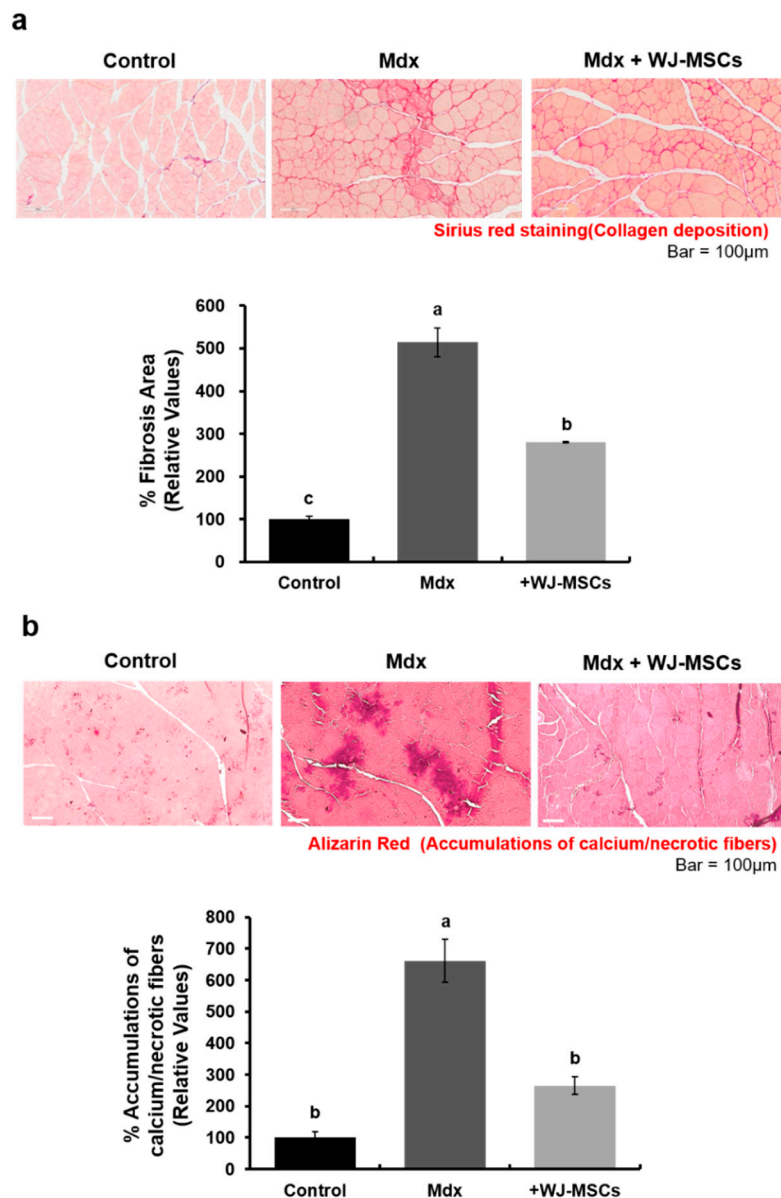 a
Control Mdx Mdx + WJ-MSCs
Sirius red staining(Collagen deposition)
Bar = 100µm
% Fibrosis Area
(Relative Values)
600
500
400
300
200
100
0
a
b
c
Control Mdx +WJ-MSCs
b
Control Mdx Mdx + WJ-MSCs
Alizarin Red (Accumulations of calcium/necrotic fibers)
Bar = 100µm
% Accumulations of
calcium/necrotic fibers
(Relative Values)
800
700
600
500
400
300
200
100
0
a
b
b
Control Mdx +WJ-MSCs